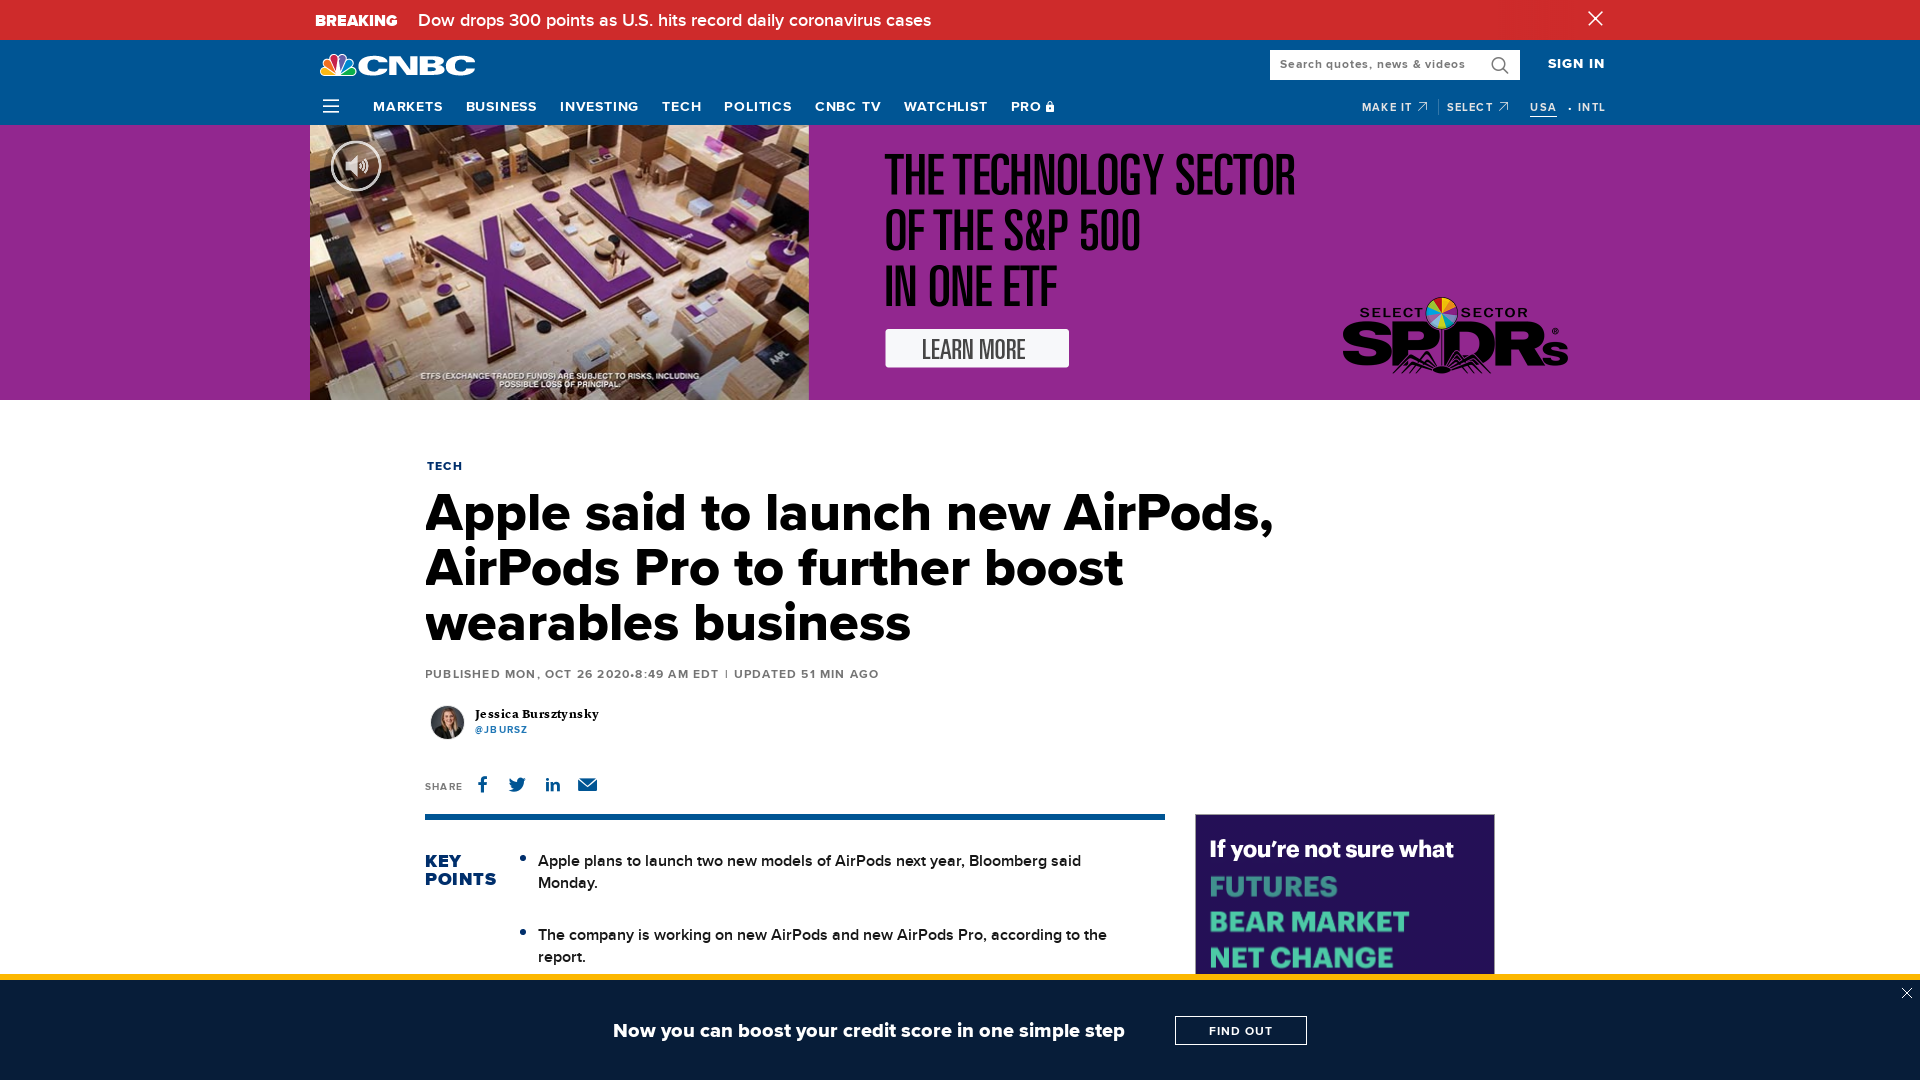 BREAKING Dow drops 300 points as U.S. hits record daily coronavirus cases
CNBC
Search quotes, news & videos
SIGN IN
MARKETS BUSINESS INVESTING TECH POLITICS CNBC TV WATCHLIST PRO
MAKE IT SELECT USA • INTL
XLK
AAPL
ETFS (EXCHANGE TRADED FUNDS) ARE SUBJECT TO RISKS, INCLUDING
POSSIBLE LOSS OF PRINCIPAL.
THE TECHNOLOGY SECTOR
OF THE S&P 500
IN ONE ETF
LEARN MORE
SELECT SECTOR
SPDRs®
TECH
Apple said to launch new AirPods,
AirPods Pro to further boost
wearables business
PUBLISHED MON, OCT 26 2020•8:49 AM EDT | UPDATED 51 MIN AGO
Jessica Bursztynsky
@JBURSZ
SHARE
KEY
POINTS
• Apple plans to launch two new models of AirPods next year, Bloomberg said
Monday.
• The company is working on new AirPods and new AirPods Pro, according to the
report.
If you're not sure what
FUTURES
BEAR MARKET
NET CHANGE
Now you can boost your credit score in one simple step
FIND OUT